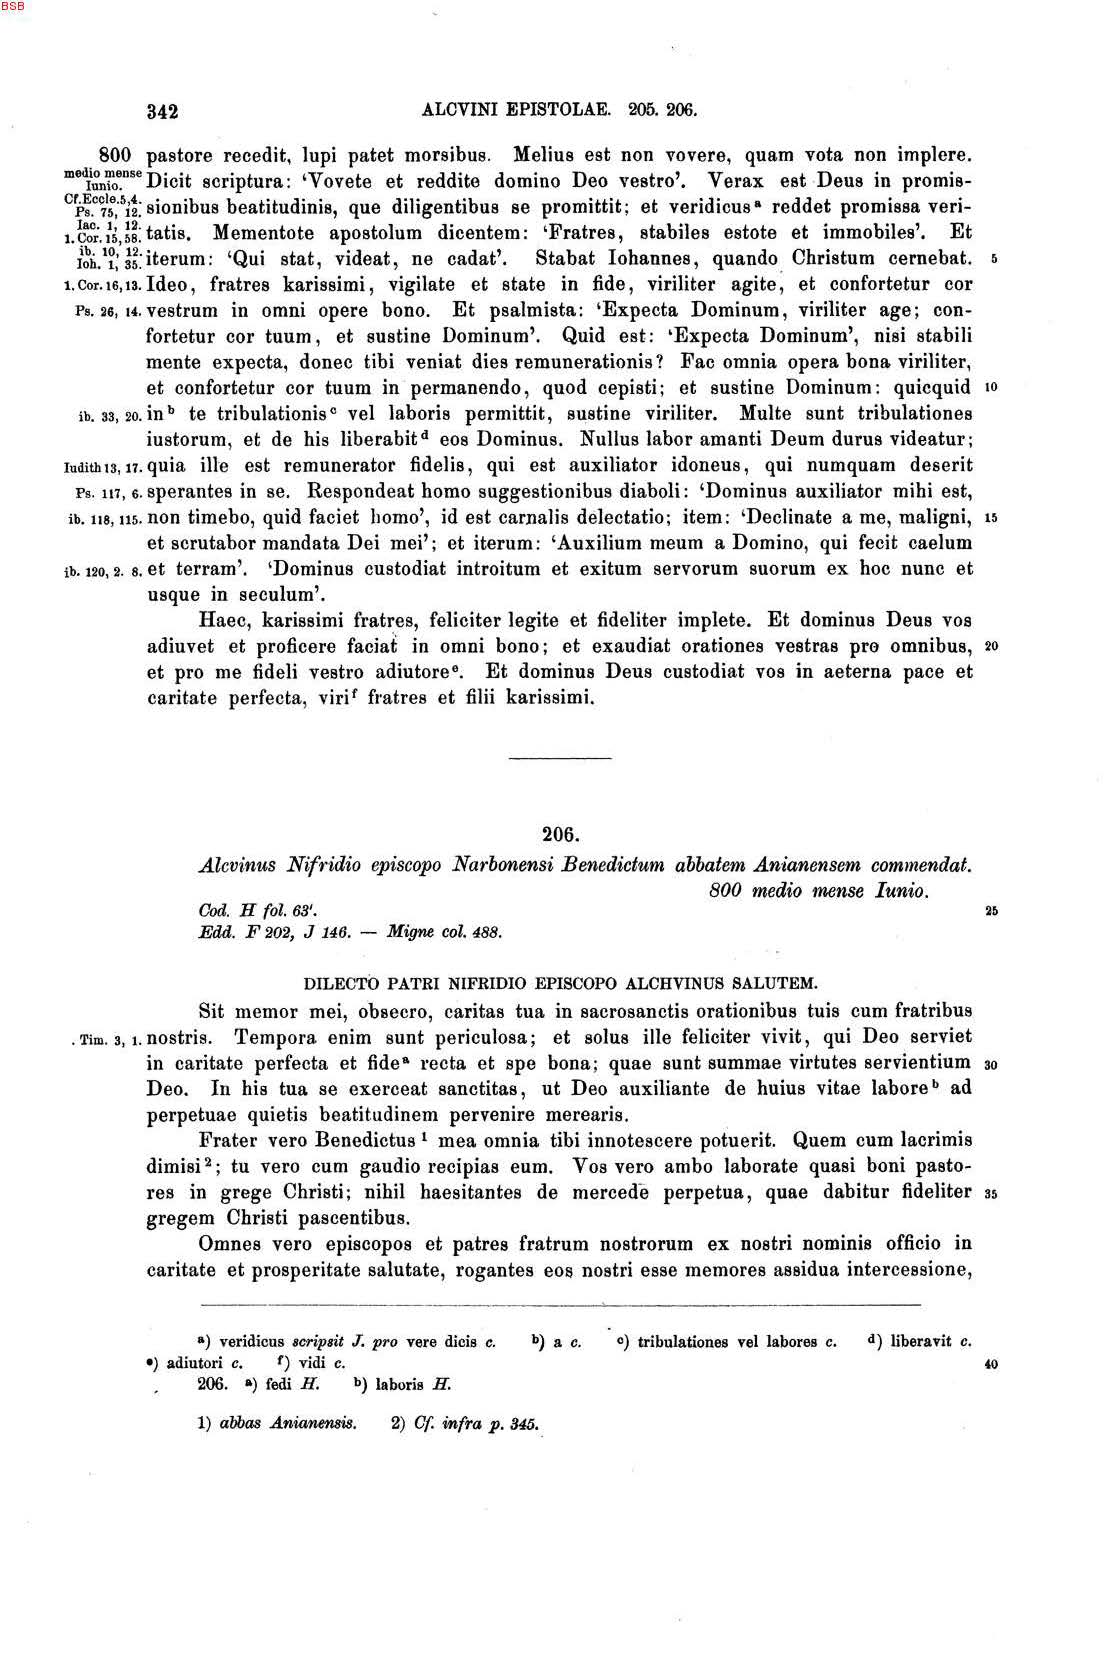 BSB
342 ALCVINI EPISTOLAE. 205. 206.
800 pastore recedit, lupi patet morsibus. Melius est non vovere, quam vota non implere.
medio mense Iunio. Dicit scriptura: ‘Vovete et reddite domino Deo vestro’. Verax est Deus in promis-
Cf. Eccle. 5, 4. Ps. 75, 12. sionibus beatitudinis, que diligentibus se promittit; et veridicusᵃ reddet promissa veri-
Iac. 1, 12. 1. Cor. 15, 58. tatis. Mementote apostolum dicentem: ‘Fratres, stabiles estote et immobiles’. Et
ib. 10, 12. Ioh. 1, 35. iterum: ‘Qui stat, videat, ne cadat’. Stabat Iohannes, quando Christum cernebat. 5
1. Cor. 16, 13. Ideo, fratres karissimi, vigilate et state in fide, viriliter agite, et confortetur cor
Ps. 26, 14. vestrum in omni opere bono. Et psalmista: ‘Expecta Dominum, viriliter age; con-
fortetur cor tuum, et sustine Dominum’. Quid est: ‘Expecta Dominum’, nisi stabili
mente expecta, donec tibi veniat dies remunerationis? Fac omnia opera bona viriliter,
et confortetur cor tuum in permanendo, quod cepisti; et sustine Dominum: quicquid 10
ib. 33, 20. inᵇ te tribulationisᶜ vel laboris permittit, sustine viriliter. Multe sunt tribulationes
iustorum, et de his liberabitᵈ eos Dominus. Nullus labor amanti Deum durus videatur;
Iudith 13, 17. quia ille est remunerator fidelis, qui est auxiliator idoneus, qui numquam deserit
Ps. 117, 6. sperantes in se. Respondeat homo suggestionibus diaboli: ‘Dominus auxiliator mihi est,
ib. 118, 115. non timebo, quid faciet homo’, id est carnalis delectatio; item: ‘Declinate a me, maligni, 15
et scrutabor mandata Dei mei’; et iterum: ‘Auxilium meum a Domino, qui fecit caelum
ib. 120, 2. 8. et terram’. ‘Dominus custodiat introitum et exitum servorum suorum ex hoc nunc et
usque in seculum’.
Haec, karissimi fratres, feliciter legite et fideliter implete. Et dominus Deus vos
adiuvet et proficere faciat in omni bono; et exaudiat orationes vestras pro omnibus, 20
et pro me fideli vestro adiutoreᵉ. Et dominus Deus custodiat vos in aeterna pace et
caritate perfecta, viriᶠ fratres et filii karissimi.
206.
Alcvinus Nifridio episcopo Narbonensi Benedictum abbatem Anianensem commendat.
800 medio mense Iunio.
Cod. H fol. 63'. 25
Edd. F 202, J 146. — Migne col. 488.
DILECTO PATRI NIFRIDIO EPISCOPO ALCHVINUS SALUTEM.
Sit memor mei, obsecro, caritas tua in sacrosanctis orationibus tuis cum fratribus
. Tim. 3, 1. nostris. Tempora enim sunt periculosa; et solus ille feliciter vivit, qui Deo serviet
in caritate perfecta et fideᵃ recta et spe bona; quae sunt summae virtutes servientium 30
Deo. In his tua se exerceat sanctitas, ut Deo auxiliante de huius vitae laboreᵇ ad
perpetuae quietis beatitudinem pervenire merearis.
Frater vero Benedictus¹ mea omnia tibi innotescere potuerit. Quem cum lacrimis
dimisi²; tu vero cum gaudio recipias eum. Vos vero ambo laborate quasi boni pasto-
res in grege Christi; nihil haesitantes de mercede perpetua, quae dabitur fideliter 35
gregem Christi pascentibus.
Omnes vero episcopos et patres fratrum nostrorum ex nostri nominis officio in
caritate et prosperitate salutate, rogantes eos nostri esse memores assidua intercessione,
ᵃ) veridicus scripsit J. pro vere dicis c. ᵇ) a c. ᶜ) tribulationes vel labores c. ᵈ) liberavit c.
ᵉ) adiutori c. ᶠ) vidi c. 40
206. ᵃ) fedi H. ᵇ) laboris H.
1) abbas Anianensis. 2) Cf. infra p. 345.